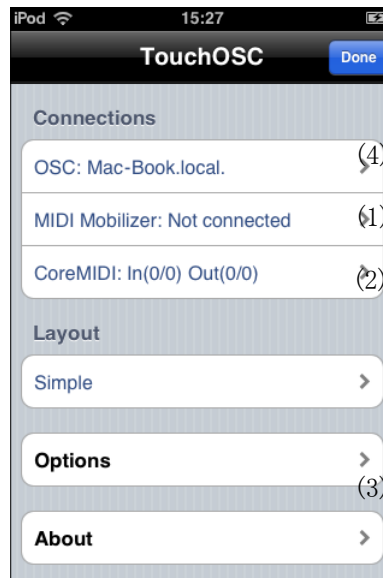 iPod 15:27
TouchOSC Done
Connections
OSC: Mac-Book.local. (4)
MIDI Mobilizer: Not connected (1)
CoreMIDI: In(0/0) Out(0/0) (2)
Layout
Simple
Options
(3)
About